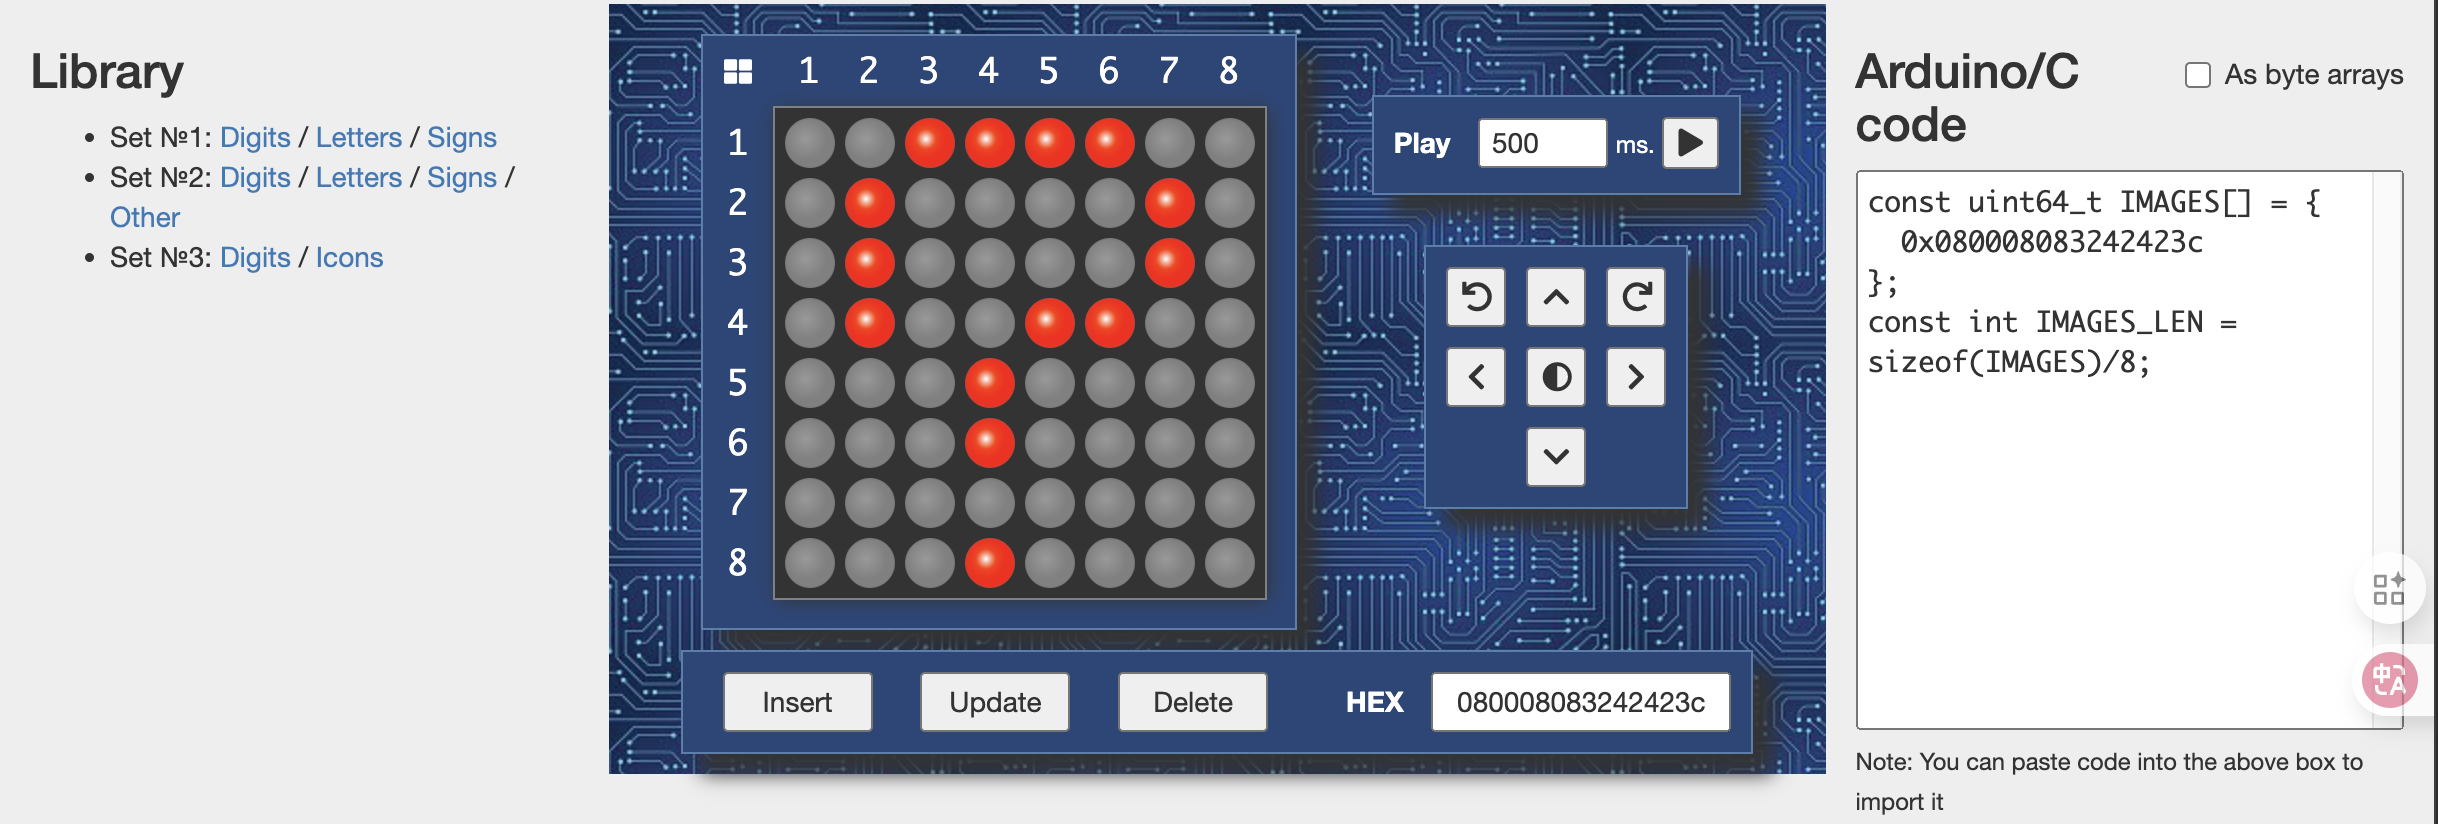 Library
Set №1: Digits / Letters / Signs
Set №2: Digits / Letters / Signs /
Other
Set №3: Digits / Icons
1 2 3 4 5 6 7 8
1
2
3
4
5
6
7
8
Play 500 ms.
Insert Update Delete HEX 080008083242423c
Arduino/C
code
As byte arrays
const uint64_t IMAGES[] = {
  0x080008083242423c
};
const int IMAGES_LEN =
sizeof(IMAGES)/8;
中A
Note: You can paste code into the above box to
import it